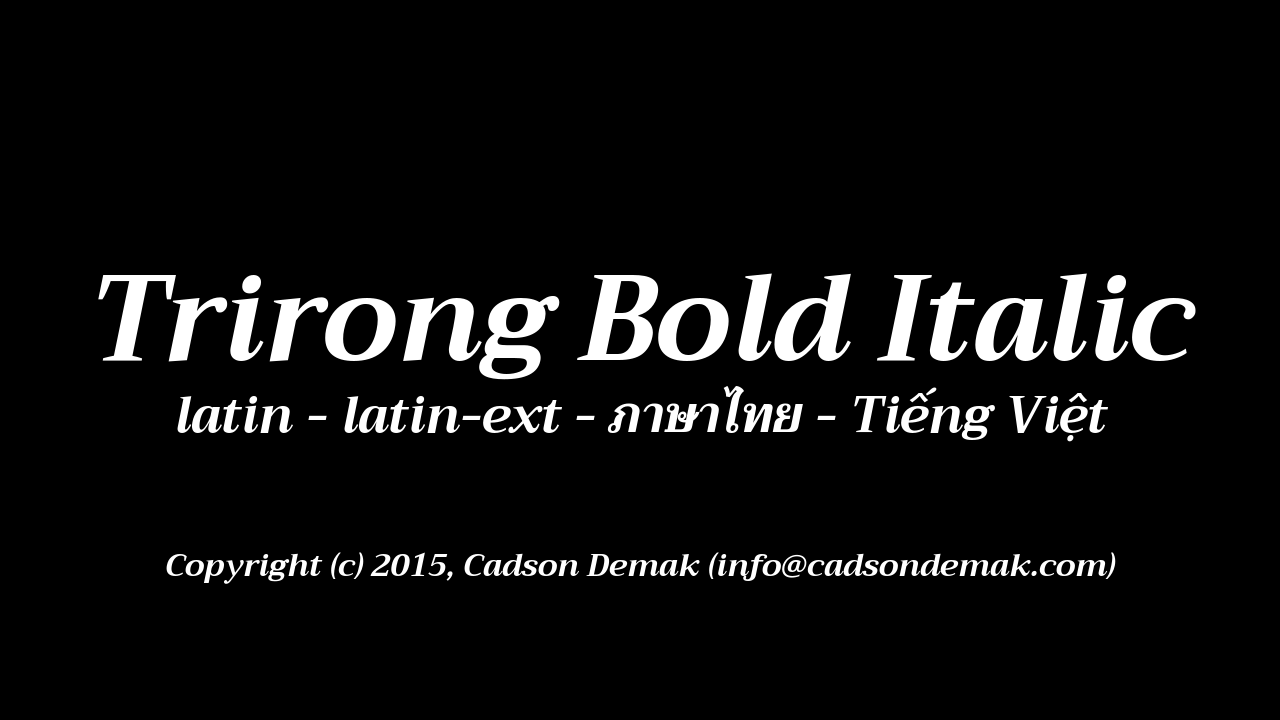 Trirong Bold Italic
latin - latin-ext - ภาษาไทย - Tiếng Việt
Copyright (c) 2015, Cadson Demak (info@cadsondemak.com)